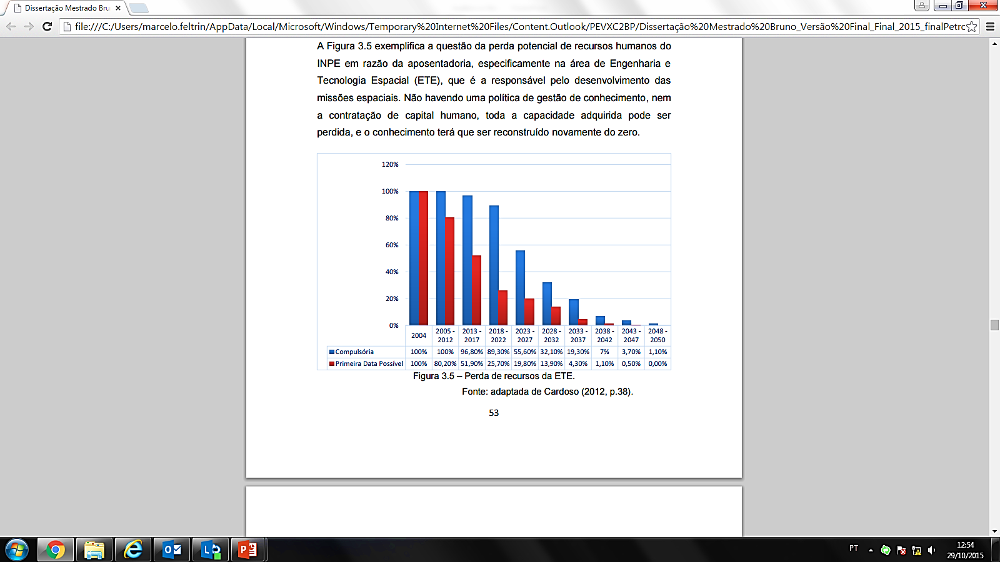 Dissertação Mestrado Bru
file:///C:/Users/marcelo.feltrin/AppData/Local/Microsoft/Windows/Temporary%20Internet%20Files/Content.Outlook/PEVXC2BP/Dissertação%20Mestrado%20Bruno_Versão%20Final_Final_2015_finalPetrc
A Figura 3.5 exemplifica a questão da perda potencial de recursos humanos do
INPE em razão da aposentadoria, especificamente na área de Engenharia e
Tecnologia Espacial (ETE), que é a responsável pelo desenvolvimento das
missões espaciais. Não havendo uma política de gestão de conhecimento, nem
a contratação de capital humano, toda a capacidade adquirida pode ser
perdida, e o conhecimento terá que ser reconstruído novamente do zero.
120%
100%
80%
60%
40%
20%
0%
2004 2005 - 2012 2013 - 2017 2018 - 2022 2023 - 2027 2028 - 2032 2033 - 2037 2038 - 2042 2043 - 2047 2048 - 2050
Compulsória 100% 100% 96,80% 89,30% 55,60% 32,10% 19,30% 7% 3,70% 1,10%
Primeira Data Possível 100% 80,20% 51,90% 25,70% 19,80% 13,90% 4,30% 1,10% 0,50% 0,00%
Figura 3.5 – Perda de recursos da ETE.
Fonte: adaptada de Cardoso (2012, p.38).
53
PT
12:54
29/10/2015